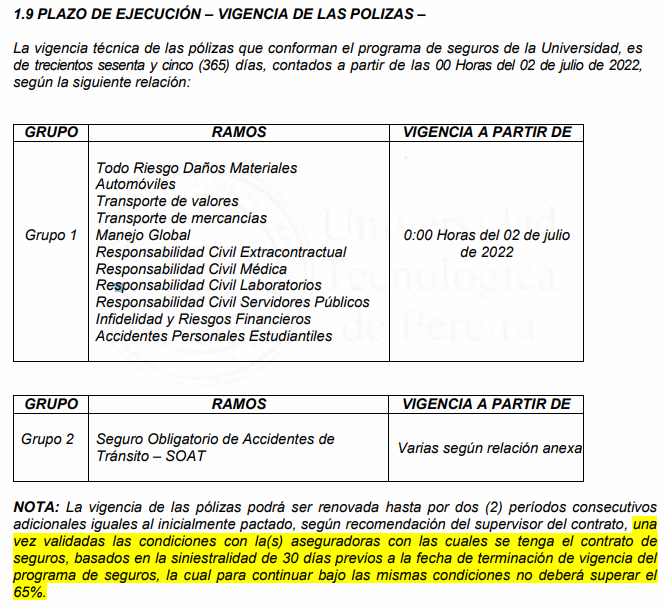 1.9 PLAZO DE EJECUCIÓN – VIGENCIA DE LAS POLIZAS –
La vigencia técnica de las pólizas que conforman el programa de seguros de la Universidad, es
de trecientos sesenta y cinco (365) días, contados a partir de las 00 Horas del 02 de julio de 2022,
según la siguiente relación:
GRUPO RAMOS VIGENCIA A PARTIR DE
Todo Riesgo Daños Materiales
Automóviles
Transporte de valores
Transporte de mercancías
Grupo 1 Manejo Global 0:00 Horas del 02 de julio
Responsabilidad Civil Extracontractual de 2022
Responsabilidad Civil Médica
Responsabilidad Civil Laboratorios
Responsabilidad Civil Servidores Públicos
Infidelidad y Riesgos Financieros
Accidentes Personales Estudiantiles
Universidad
Tecnológica
de Pereira
GRUPO RAMOS VIGENCIA A PARTIR DE
Grupo 2 Seguro Obligatorio de Accidentes de
Tránsito – SOAT Varias según relación anexa
NOTA: La vigencia de las pólizas podrá ser renovada hasta por dos (2) períodos consecutivos
adicionales iguales al inicialmente pactado, según recomendación del supervisor del contrato, una
vez validadas las condiciones con la(s) aseguradoras con las cuales se tenga el contrato de
seguros, basados en la siniestralidad de 30 días previos a la fecha de terminación de vigencia del
programa de seguros, la cual para continuar bajo las mismas condiciones no deberá superar el
65%.